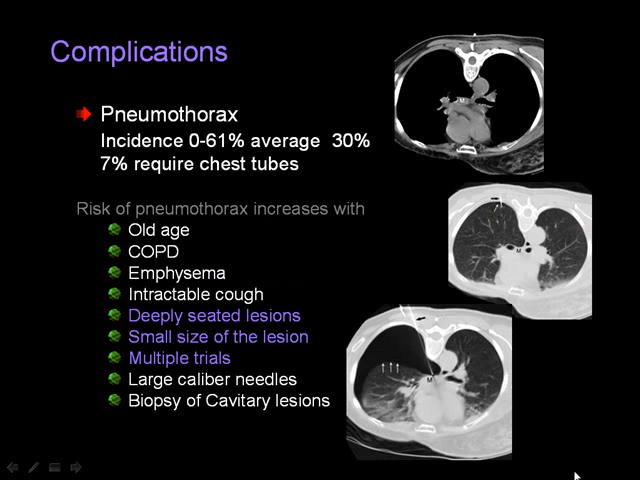 Complications
Pneumothorax
Incidence 0-61% average 30%
7% require chest tubes
Risk of pneumothorax increases with
Old age
COPD
Emphysema
Intractable cough
Deeply seated lesions
Small size of the lesion
Multiple trials
Large caliber needles
Biopsy of Cavitary lesions
M
M
M